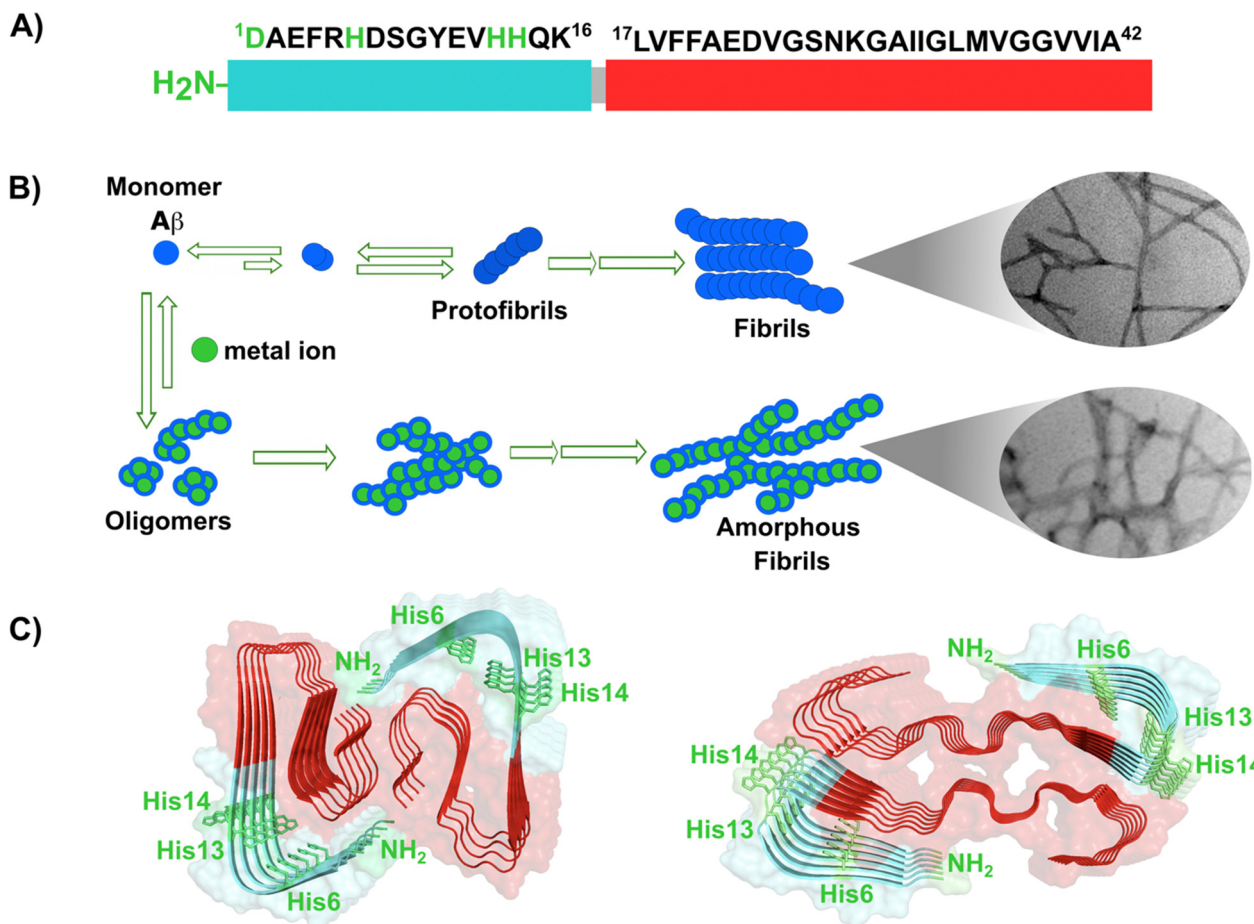 A)
¹DAEFRHDSGYEVHHQK¹⁶ ¹⁷LVFFAEDVGSNKGAIIGLMVGGVVIA⁴²
H₂N-
B)
Monomer
Aβ
Protofibrils
Fibrils
metal ion
Oligomers
Amorphous
Fibrils
C)
His6
NH₂
His13
His14
His14
His13
NH₂
His6
NH₂
His6
His13
His14
His14
His13
NH₂
His6